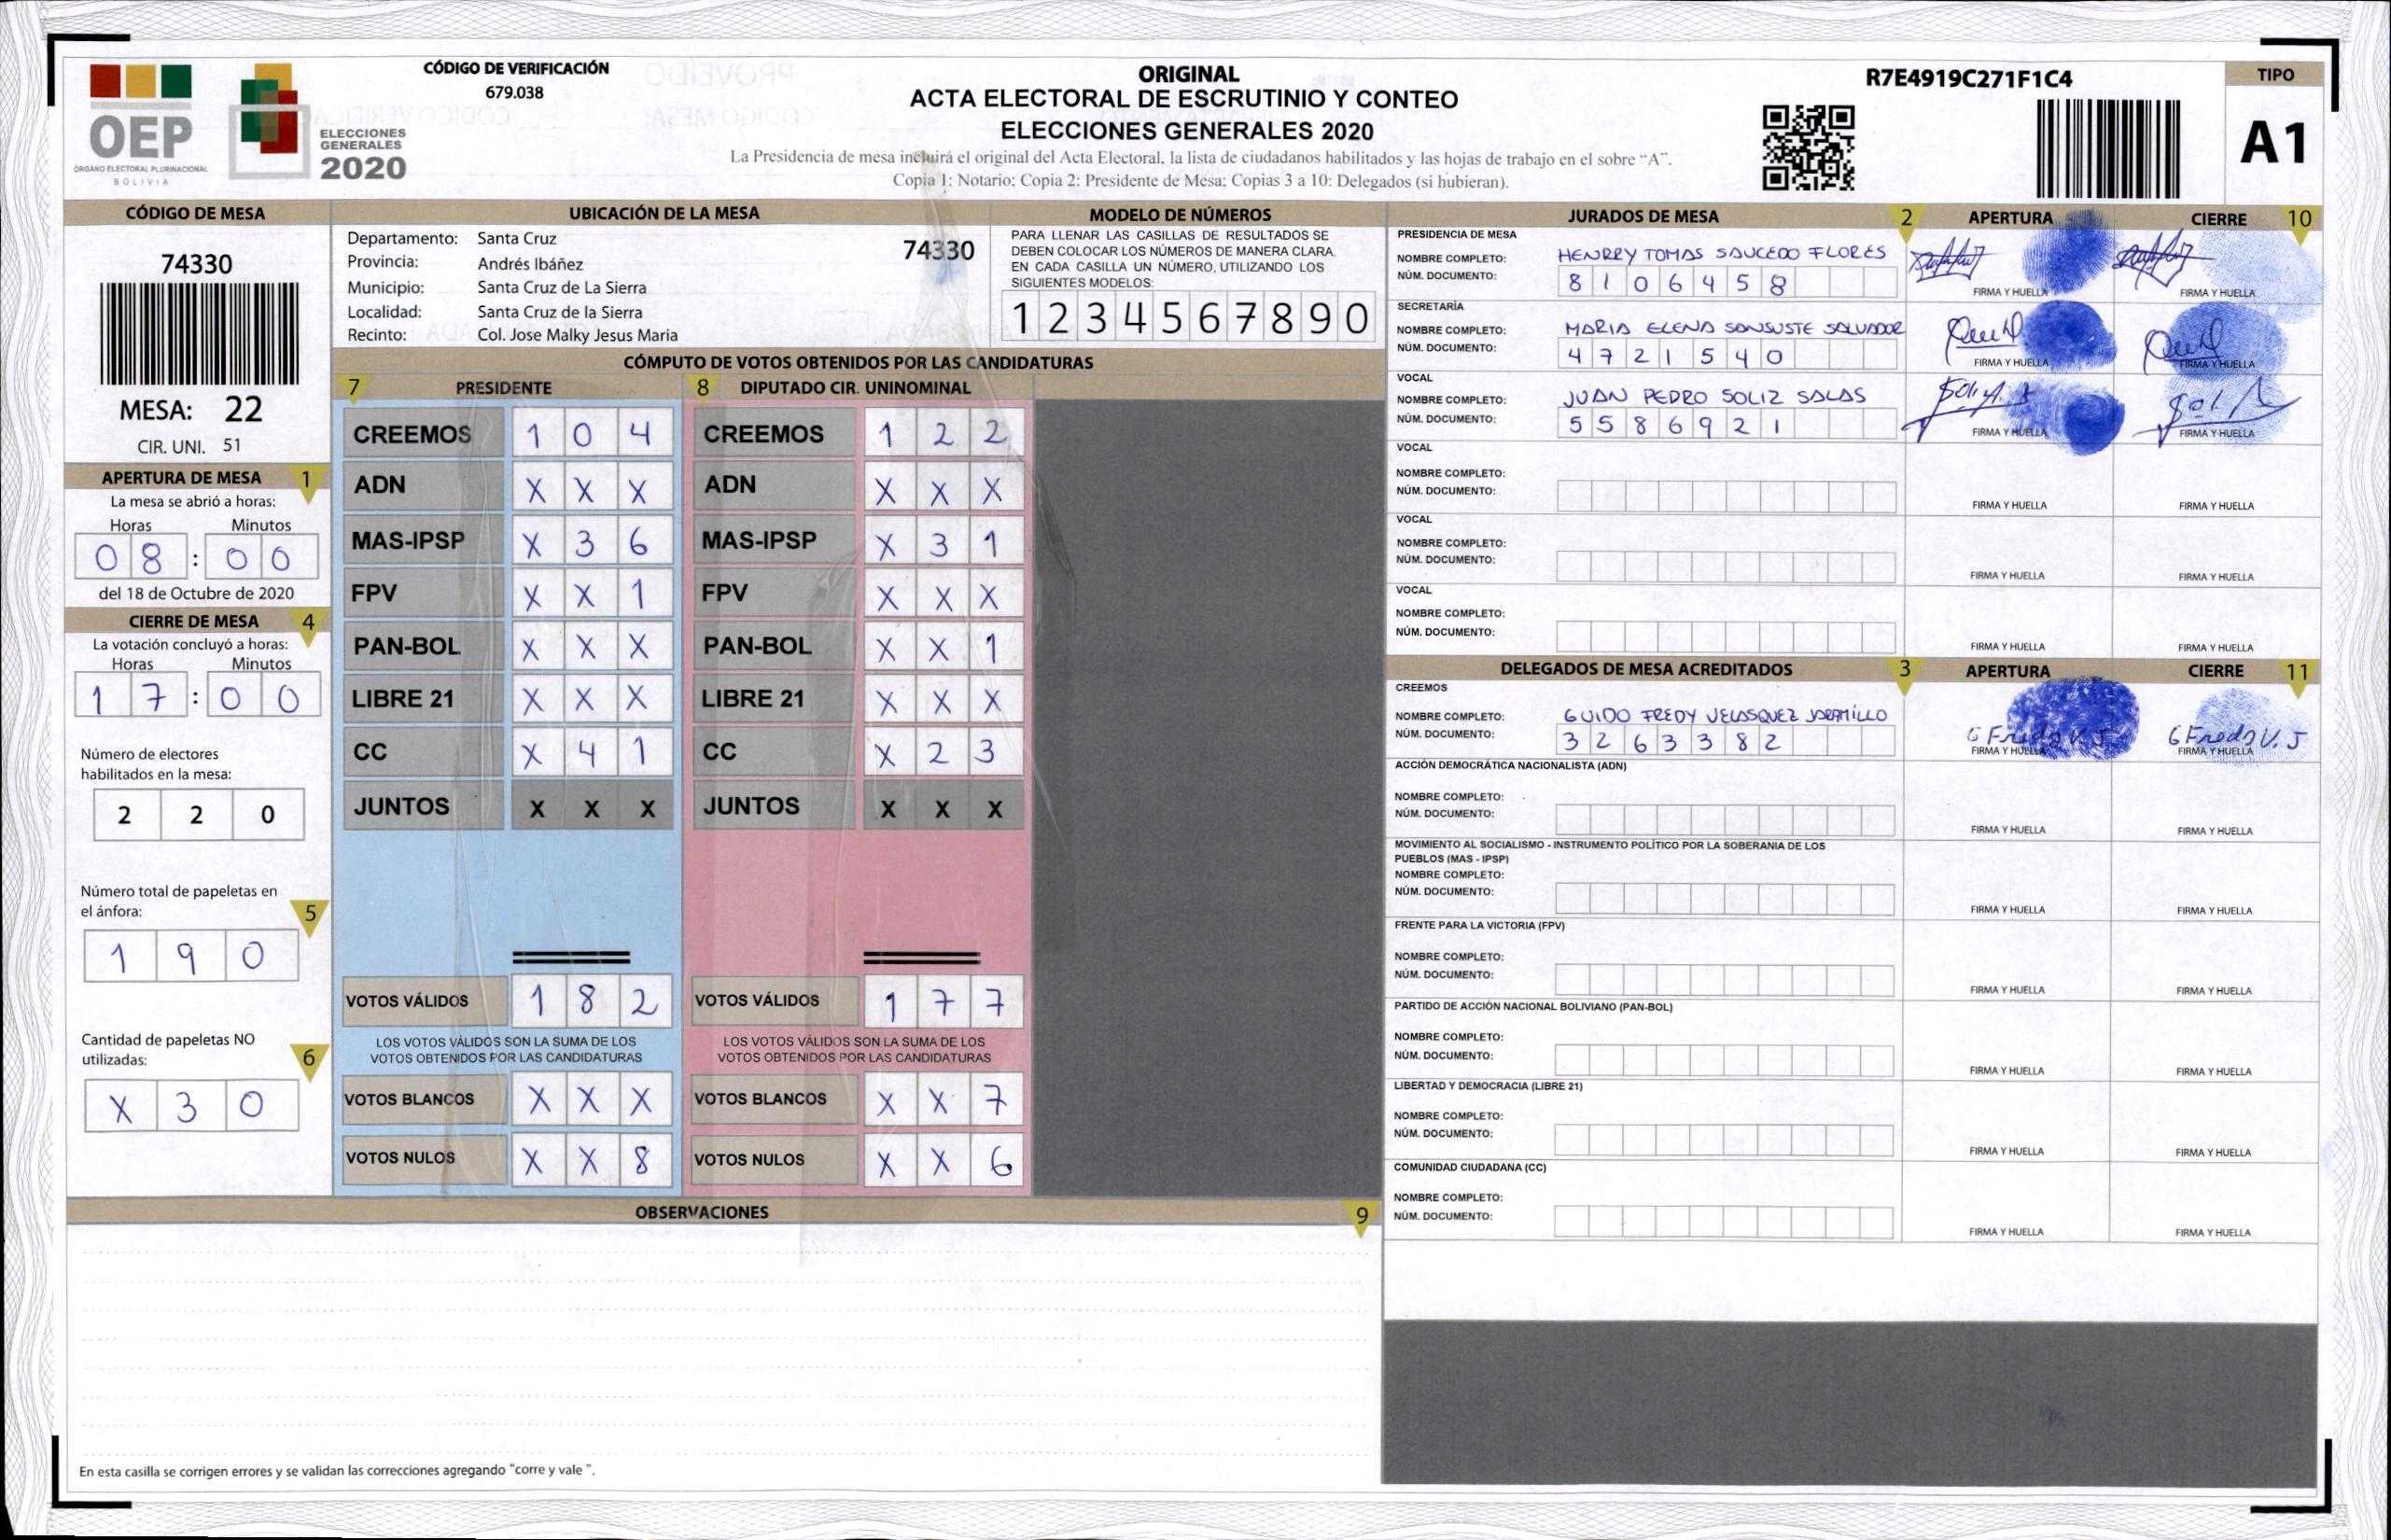 CÓDIGO DE VERIFICACIÓN
679.038
OEP
ÓRGANO ELECTORAL PLURINACIONAL
BOLIVIA
ELECCIONES
GENERALES
2020
ORIGINAL
ACTA ELECTORAL DE ESCRUTINIO Y CONTEO
ELECCIONES GENERALES 2020
La Presidencia de mesa incluirá el original del Acta Electoral, la lista de ciudadanos habilitados y las hojas de trabajo en el sobre “A”.
Copia 1: Notario; Copia 2: Presidente de Mesa; Copias 3 a 10: Delegados (si hubieran).
R7E4919C271F1C4
TIPO
A1
CÓDIGO DE MESA
74330
MESA: 22
CIR. UNI. 51
APERTURA DE MESA 1
La mesa se abrió a horas:
Horas Minutos
0 8 : 0 0
del 18 de Octubre de 2020
CIERRE DE MESA 4
La votación concluyó a horas:
Horas Minutos
1 7 : 0 0
Número de electores
habilitados en la mesa:
2 2 0
Número total de papeletas en
el ánfora: 5
1 9 0
Cantidad de papeletas NO
utilizadas: 6
X 3 0
UBICACIÓN DE LA MESA
Departamento: Santa Cruz 74330
Provincia: Andrés Ibáñez
Municipio: Santa Cruz de La Sierra
Localidad: Santa Cruz de la Sierra
Recinto: Col. Jose Malky Jesus Maria
MODELO DE NÚMEROS
PARA LLENAR LAS CASILLAS DE RESULTADOS SE
DEBEN COLOCAR LOS NÚMEROS DE MANERA CLARA.
EN CADA CASILLA UN NÚMERO, UTILIZANDO LOS
SIGUIENTES MODELOS:
1 2 3 4 5 6 7 8 9 0
CÓMPUTO DE VOTOS OBTENIDOS POR LAS CANDIDATURAS
7 PRESIDENTE 8 DIPUTADO CIR. UNINOMINAL
CREEMOS 1 0 4 CREEMOS 1 2 2
ADN X X X ADN X X X
MAS-IPSP X 3 6 MAS-IPSP X 3 1
FPV X X 1 FPV X X X
PAN-BOL X X X PAN-BOL X X 1
LIBRE 21 X X X LIBRE 21 X X X
CC X 4 1 CC X 2 3
JUNTOS X X X JUNTOS X X X
VOTOS VÁLIDOS 1 8 2 VOTOS VÁLIDOS 1 7 7
LOS VOTOS VÁLIDOS SON LA SUMA DE LOS LOS VOTOS VÁLIDOS SON LA SUMA DE LOS
VOTOS OBTENIDOS POR LAS CANDIDATURAS VOTOS OBTENIDOS POR LAS CANDIDATURAS
VOTOS BLANCOS X X X VOTOS BLANCOS X X 7
VOTOS NULOS X X 8 VOTOS NULOS X X 6
OBSERVACIONES 9
En esta casilla se corrigen errores y se validan las correcciones agregando "corre y vale ".
JURADOS DE MESA 2 APERTURA CIERRE 10
PRESIDENCIA DE MESA
NOMBRE COMPLETO: HENRRY TOMAS SAUCEDO FLORES
NÚM. DOCUMENTO: 8 1 0 6 4 5 8
FIRMA Y HUELLA FIRMA Y HUELLA
SECRETARÍA
NOMBRE COMPLETO: MARIA ELENA SANSUSTE SALVADOR
NÚM. DOCUMENTO: 4 7 2 1 5 4 0
FIRMA Y HUELLA FIRMA Y HUELLA
VOCAL
NOMBRE COMPLETO: JUAN PEDRO SOLIZ SALAS
NÚM. DOCUMENTO: 5 5 8 6 9 2 1
FIRMA Y HUELLA FIRMA Y HUELLA
VOCAL
NOMBRE COMPLETO:
NÚM. DOCUMENTO:
FIRMA Y HUELLA FIRMA Y HUELLA
VOCAL
NOMBRE COMPLETO:
NÚM. DOCUMENTO:
FIRMA Y HUELLA FIRMA Y HUELLA
VOCAL
NOMBRE COMPLETO:
NÚM. DOCUMENTO:
FIRMA Y HUELLA FIRMA Y HUELLA
DELEGADOS DE MESA ACREDITADOS 3 APERTURA CIERRE 11
CREEMOS
NOMBRE COMPLETO: GUIDO FREDY VELASQUEZ JARAMILLO
NÚM. DOCUMENTO: 3 2 6 3 3 8 2
G Fredy V. J G Fredy V. J
FIRMA Y HUELLA FIRMA Y HUELLA
ACCIÓN DEMOCRÁTICA NACIONALISTA (ADN)
NOMBRE COMPLETO:
NÚM. DOCUMENTO:
FIRMA Y HUELLA FIRMA Y HUELLA
MOVIMIENTO AL SOCIALISMO - INSTRUMENTO POLÍTICO POR LA SOBERANIA DE LOS
PUEBLOS (MAS - IPSP)
NOMBRE COMPLETO:
NÚM. DOCUMENTO:
FIRMA Y HUELLA FIRMA Y HUELLA
FRENTE PARA LA VICTORIA (FPV)
NOMBRE COMPLETO:
NÚM. DOCUMENTO:
FIRMA Y HUELLA FIRMA Y HUELLA
PARTIDO DE ACCIÓN NACIONAL BOLIVIANO (PAN-BOL)
NOMBRE COMPLETO:
NÚM. DOCUMENTO:
FIRMA Y HUELLA FIRMA Y HUELLA
LIBERTAD Y DEMOCRACIA (LIBRE 21)
NOMBRE COMPLETO:
NÚM. DOCUMENTO:
FIRMA Y HUELLA FIRMA Y HUELLA
COMUNIDAD CIUDADANA (CC)
NOMBRE COMPLETO:
NÚM. DOCUMENTO:
FIRMA Y HUELLA FIRMA Y HUELLA